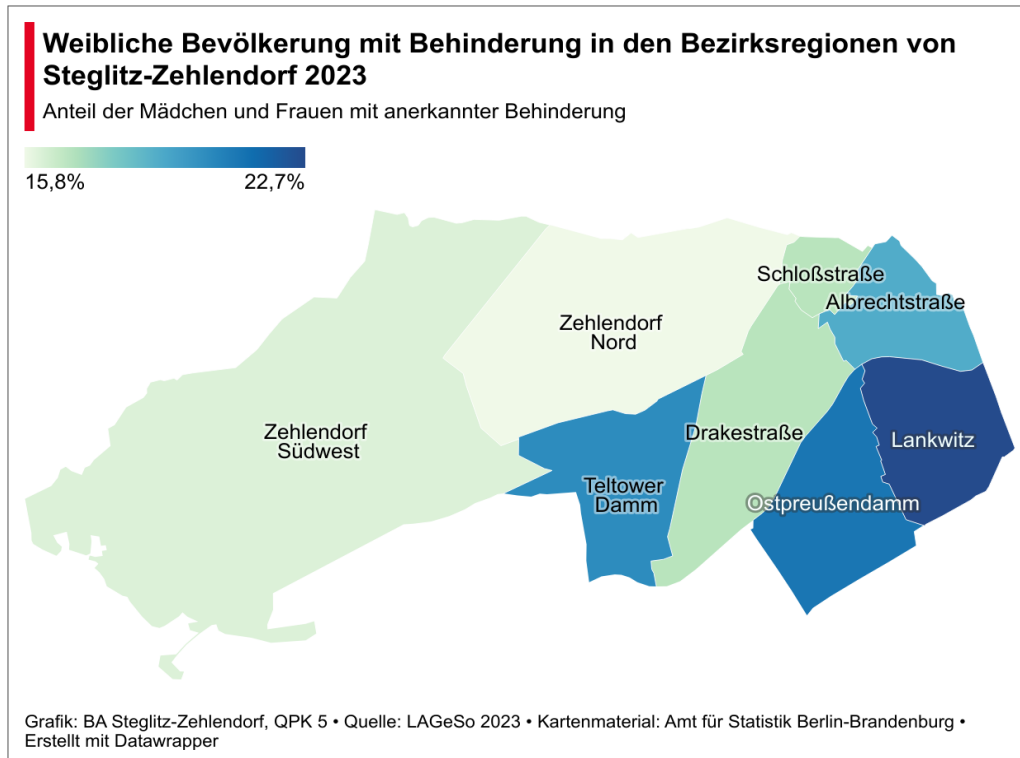 Weibliche Bevölkerung mit Behinderung in den Bezirksregionen von
Steglitz-Zehlendorf 2023
Anteil der Mädchen und Frauen mit anerkannter Behinderung
15,8% 22,7%
Schloßstraße
Albrechtstraße
Zehlendorf
Nord
Zehlendorf
Südwest
Drakestraße
Lankwitz
Teltower
Damm
Ostpreußendamm
Grafik: BA Steglitz-Zehlendorf, QPK 5 • Quelle: LAGeSo 2023 • Kartenmaterial: Amt für Statistik Berlin-Brandenburg •
Erstellt mit Datawrapper